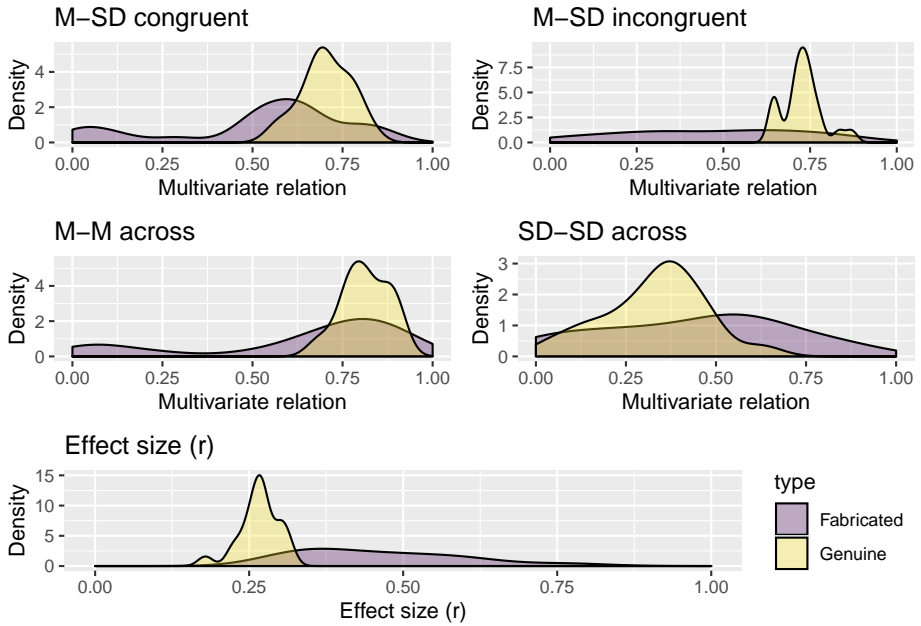 M−SD congruent
Density
4
2
0
0.00 0.25 0.50 0.75 1.00
Multivariate relation
M−SD incongruent
Density
7.5
5.0
2.5
0.0
0.00 0.25 0.50 0.75 1.00
Multivariate relation
M−M across
Density
4
2
0
0.00 0.25 0.50 0.75 1.00
Multivariate relation
SD−SD across
Density
3
2
1
0
0.00 0.25 0.50 0.75 1.00
Multivariate relation
Effect size (r)
Density
15
10
5
0
0.00 0.25 0.50 0.75 1.00
Effect size (r)
type
Fabricated
Genuine